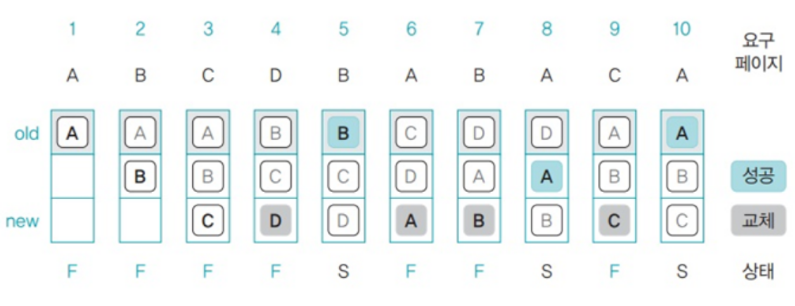 1 2 3 4 5 6 7 8 9 10
요구
페이지
A B C D B A B A C A
old A A A B B C D D A A
B B C C D A A B B 성공
new C D D A B B C C 교체
F F F F S F F S F S 상태